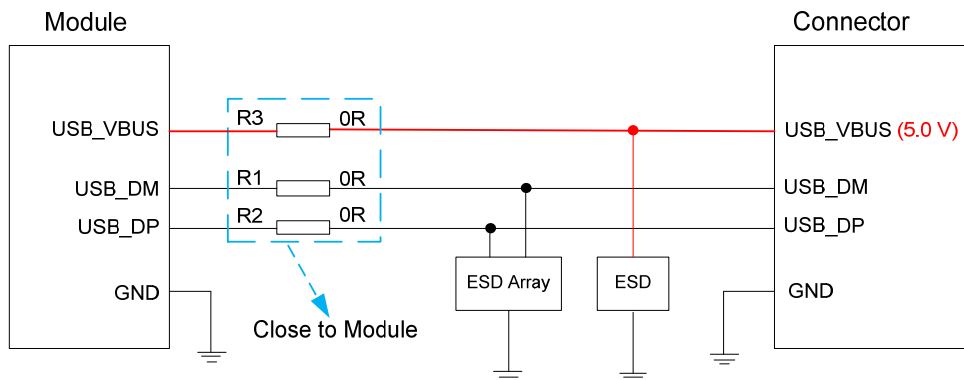 Module
Connector
R3 0R
USB_VBUS
USB_VBUS (5.0 V)
R1 0R
USB_DM
USB_DM
R2 0R
USB_DP
USB_DP
ESD Array
ESD
GND
GND
Close to Module